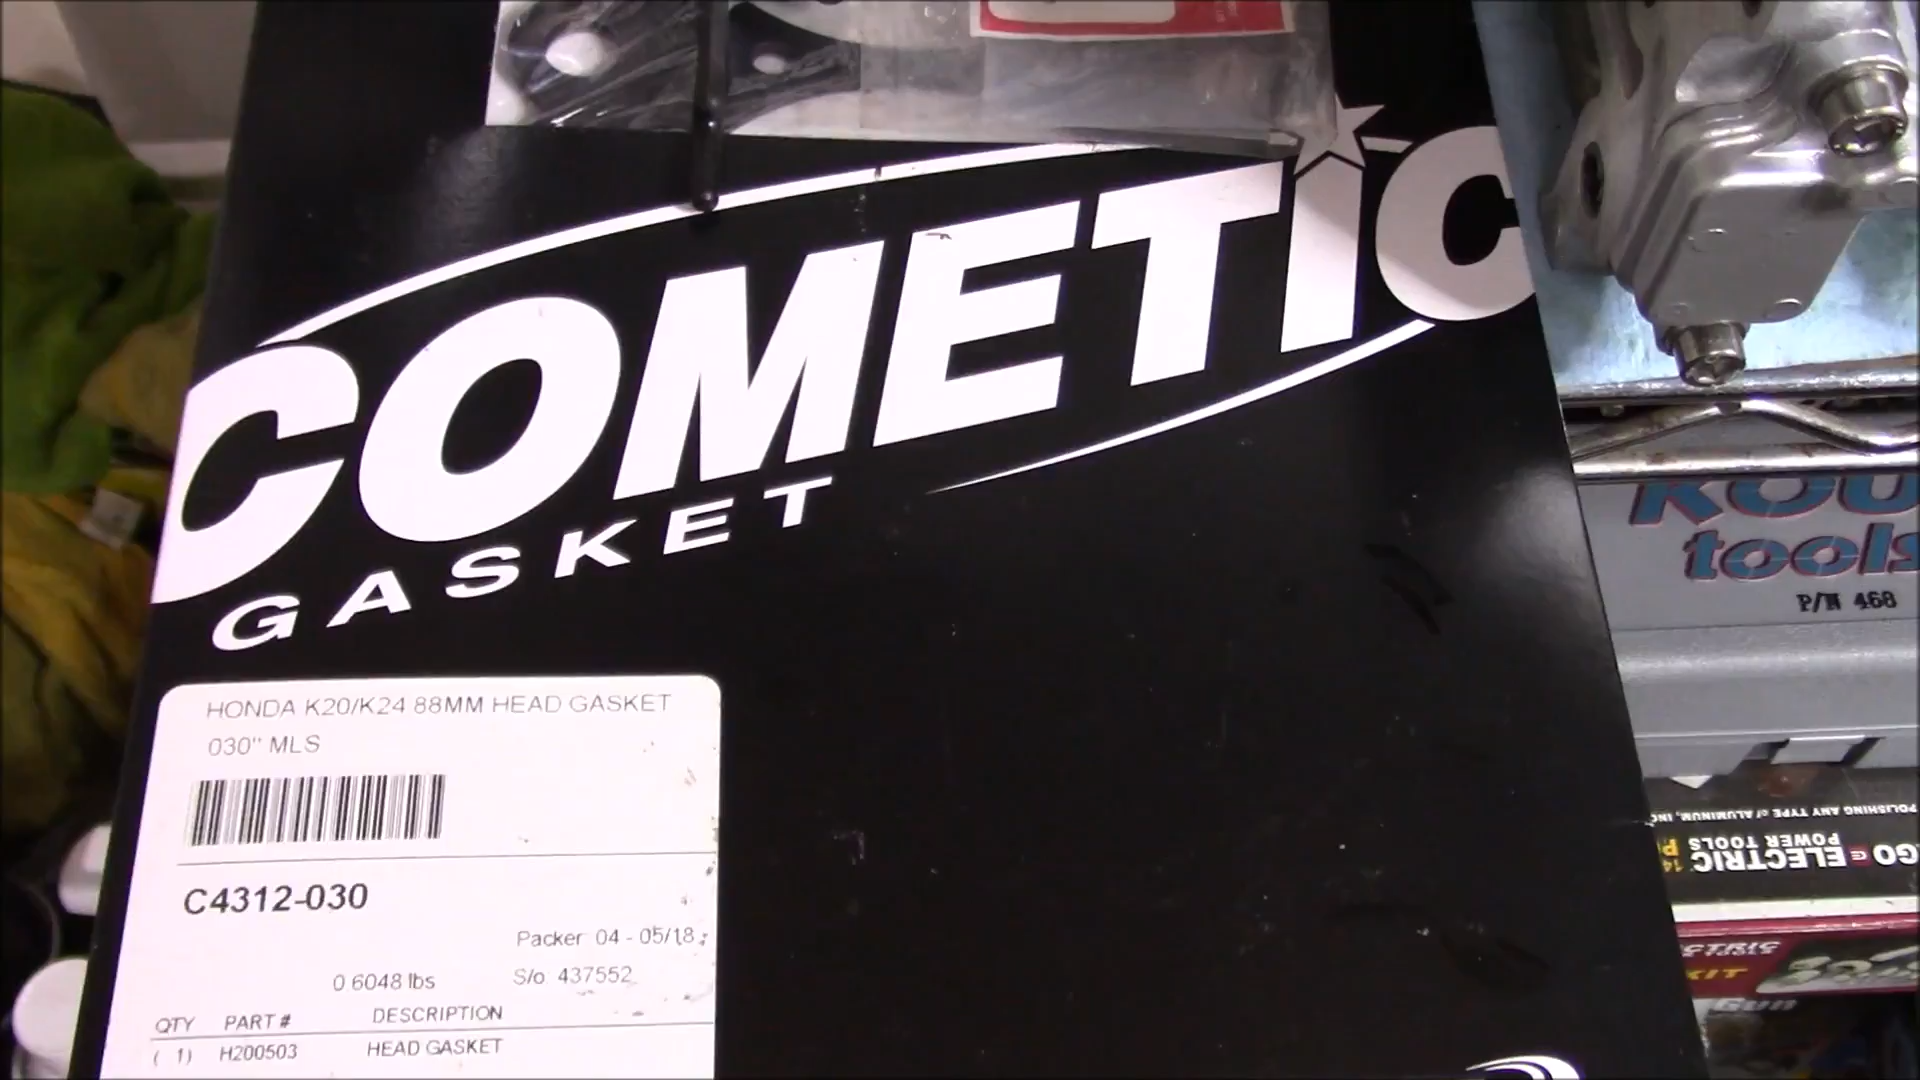 COMETIC
GASKET
HONDA K20/K24 88MM HEAD GASKET
030" MLS
C4312-030
Packer 04 - 05/18
0.6048 lbs
S/o 437552
QTY PART # DESCRIPTION
( 1) H200503 HEAD GASKET
KOU
tools
P/N 468
POLISHING ANY TYPE of ALUMINUM,
GO ELECTRIC
POWER TOOLS
CTRIC
KIT